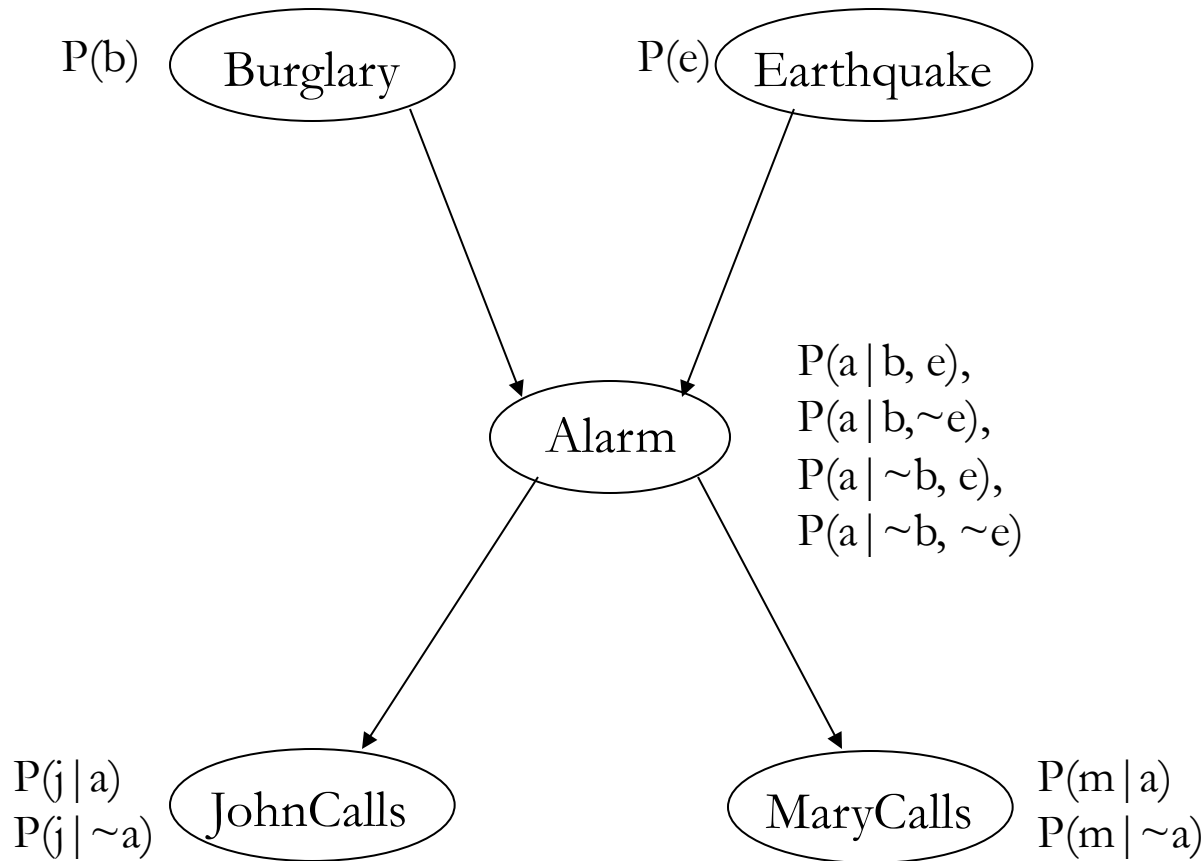 P(b)
Burglary
P(e)
Earthquake
P(a|b, e),
P(a|b,~e),
P(a|~b, e),
P(a|~b, ~e)
Alarm
P(j|a)
P(j|~a)
JohnCalls
MaryCalls
P(m|a)
P(m|~a)